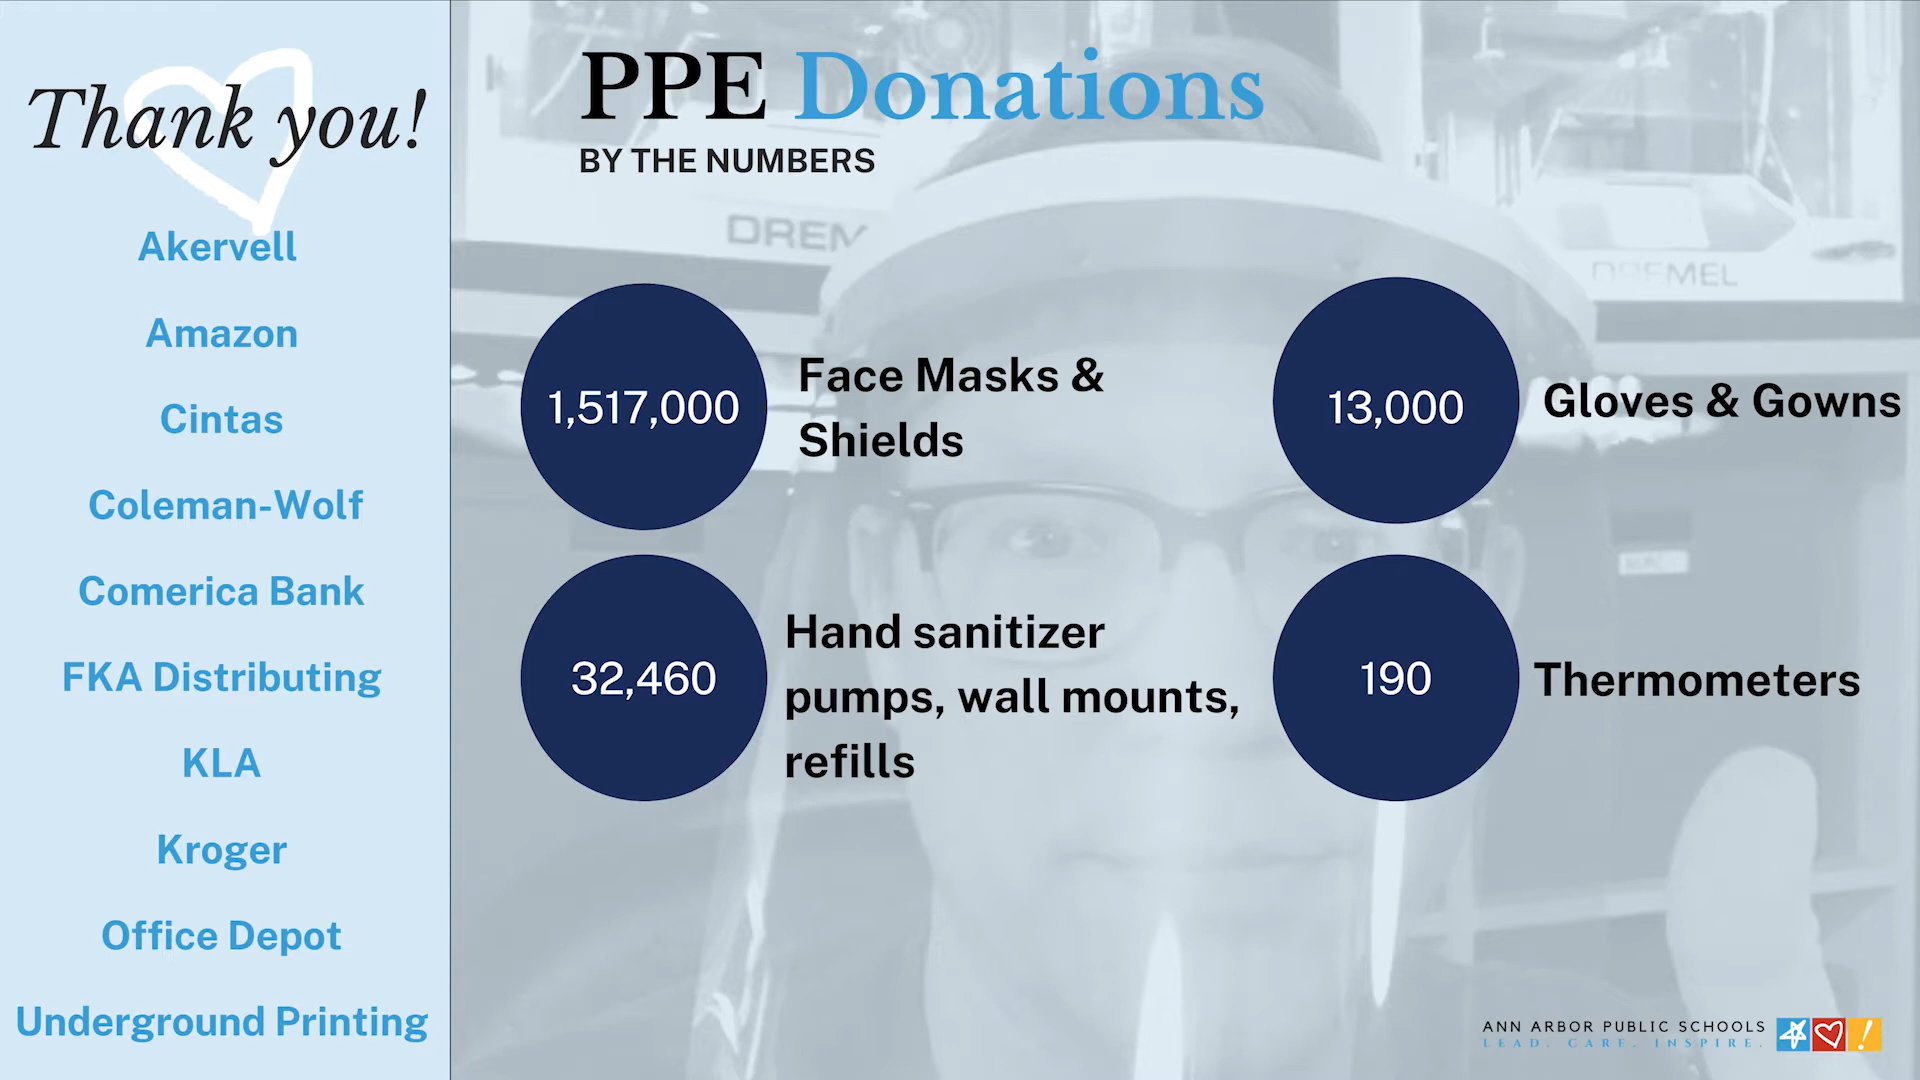 Thank you!
Akervell
Amazon
Cintas
Coleman-Wolf
Comerica Bank
FKA Distributing
KLA
Kroger
Office Depot
Underground Printing
PPE Donations
BY THE NUMBERS
DREM
DREMEL
1,517,000
Face Masks &
Shields
13,000
Gloves & Gowns
32,460
Hand sanitizer
pumps, wall mounts,
refills
190
Thermometers
ANN ARBOR PUBLIC SCHOOLS
LEAD. CARE. INSPIRE.